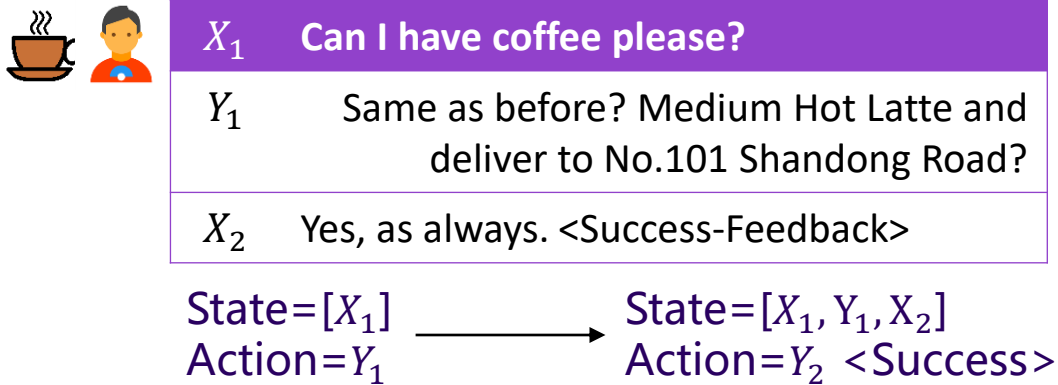 X₁ Can I have coffee please?
Y₁ Same as before? Medium Hot Latte and
deliver to No.101 Shandong Road?
X₂ Yes, as always. <Success-Feedback>
State=[X₁] State=[X₁, Y₁, X₂]
Action=Y₁ Action=Y₂ <Success>